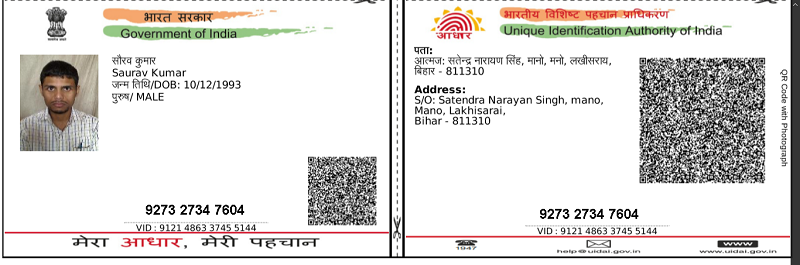 भारत सरकार
Government of India
सौरव कुमार
Saurav Kumar
जन्म तिथि/DOB: 10/12/1993
पुरुष/ MALE
9273 2734 7604
VID : 9121 4863 3745 5144
मेरा आधार, मेरी पहचान
भारतीय विशिष्ट पहचान प्राधिकरण
Unique Identification Authority of India
आधार
पता:
आत्मज: सतेन्द्र नारायण सिंह, मानो, मनो, लखीसराय,
बिहार - 811310
Address:
S/O: Satendra Narayan Singh, mano,
Mano, Lakhisarai,
Bihar - 811310
QR Code with Photograph
9273 2734 7604
VID : 9121 4863 3745 5144
1947
help@uidai.gov.in
www
www.uidai.gov.in